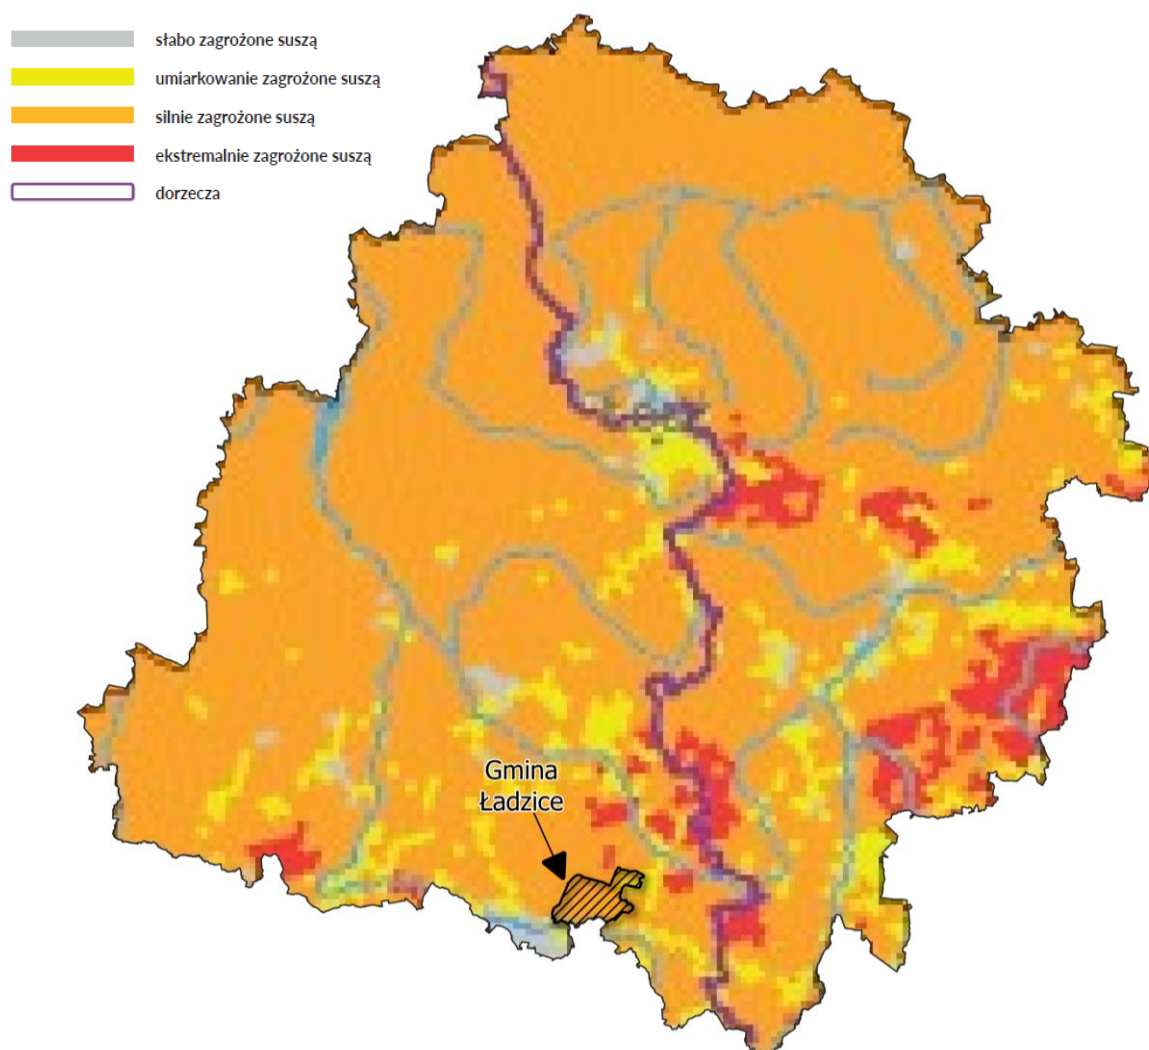 słabo zagrożone suszą
umiarkowanie zagrożone suszą
silnie zagrożone suszą
ekstremalnie zagrożone suszą
dorzecza
Gmina
Ładzice